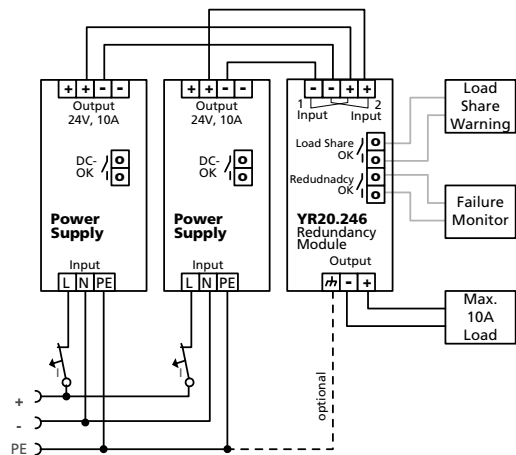 + + - -
Output
24V, 10A
DC-
OK
Power
Supply
Input
L N PE
+ + - -
Output
24V, 10A
DC-
OK
Power
Supply
Input
L N PE
- - + +
1 2
Input Input
Load Share
OK
Redudnadcy
OK
YR20.246
Redundancy
Module
Output
- +
Load
Share
Warning
Failure
Monitor
Max.
10A
Load
I
I
optional
+
-
PE